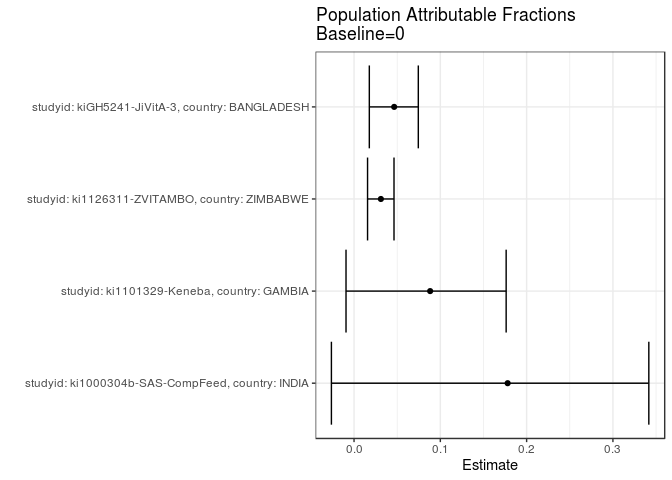 Population Attributable Fractions
Baseline=0
studyid: kiGH5241-JiVitA-3, country: BANGLADESH
studyid: ki1126311-ZVITAMBO, country: ZIMBABWE
studyid: ki1101329-Keneba, country: GAMBIA
studyid: ki1000304b-SAS-CompFeed, country: INDIA
0.0 0.1 0.2 0.3
Estimate